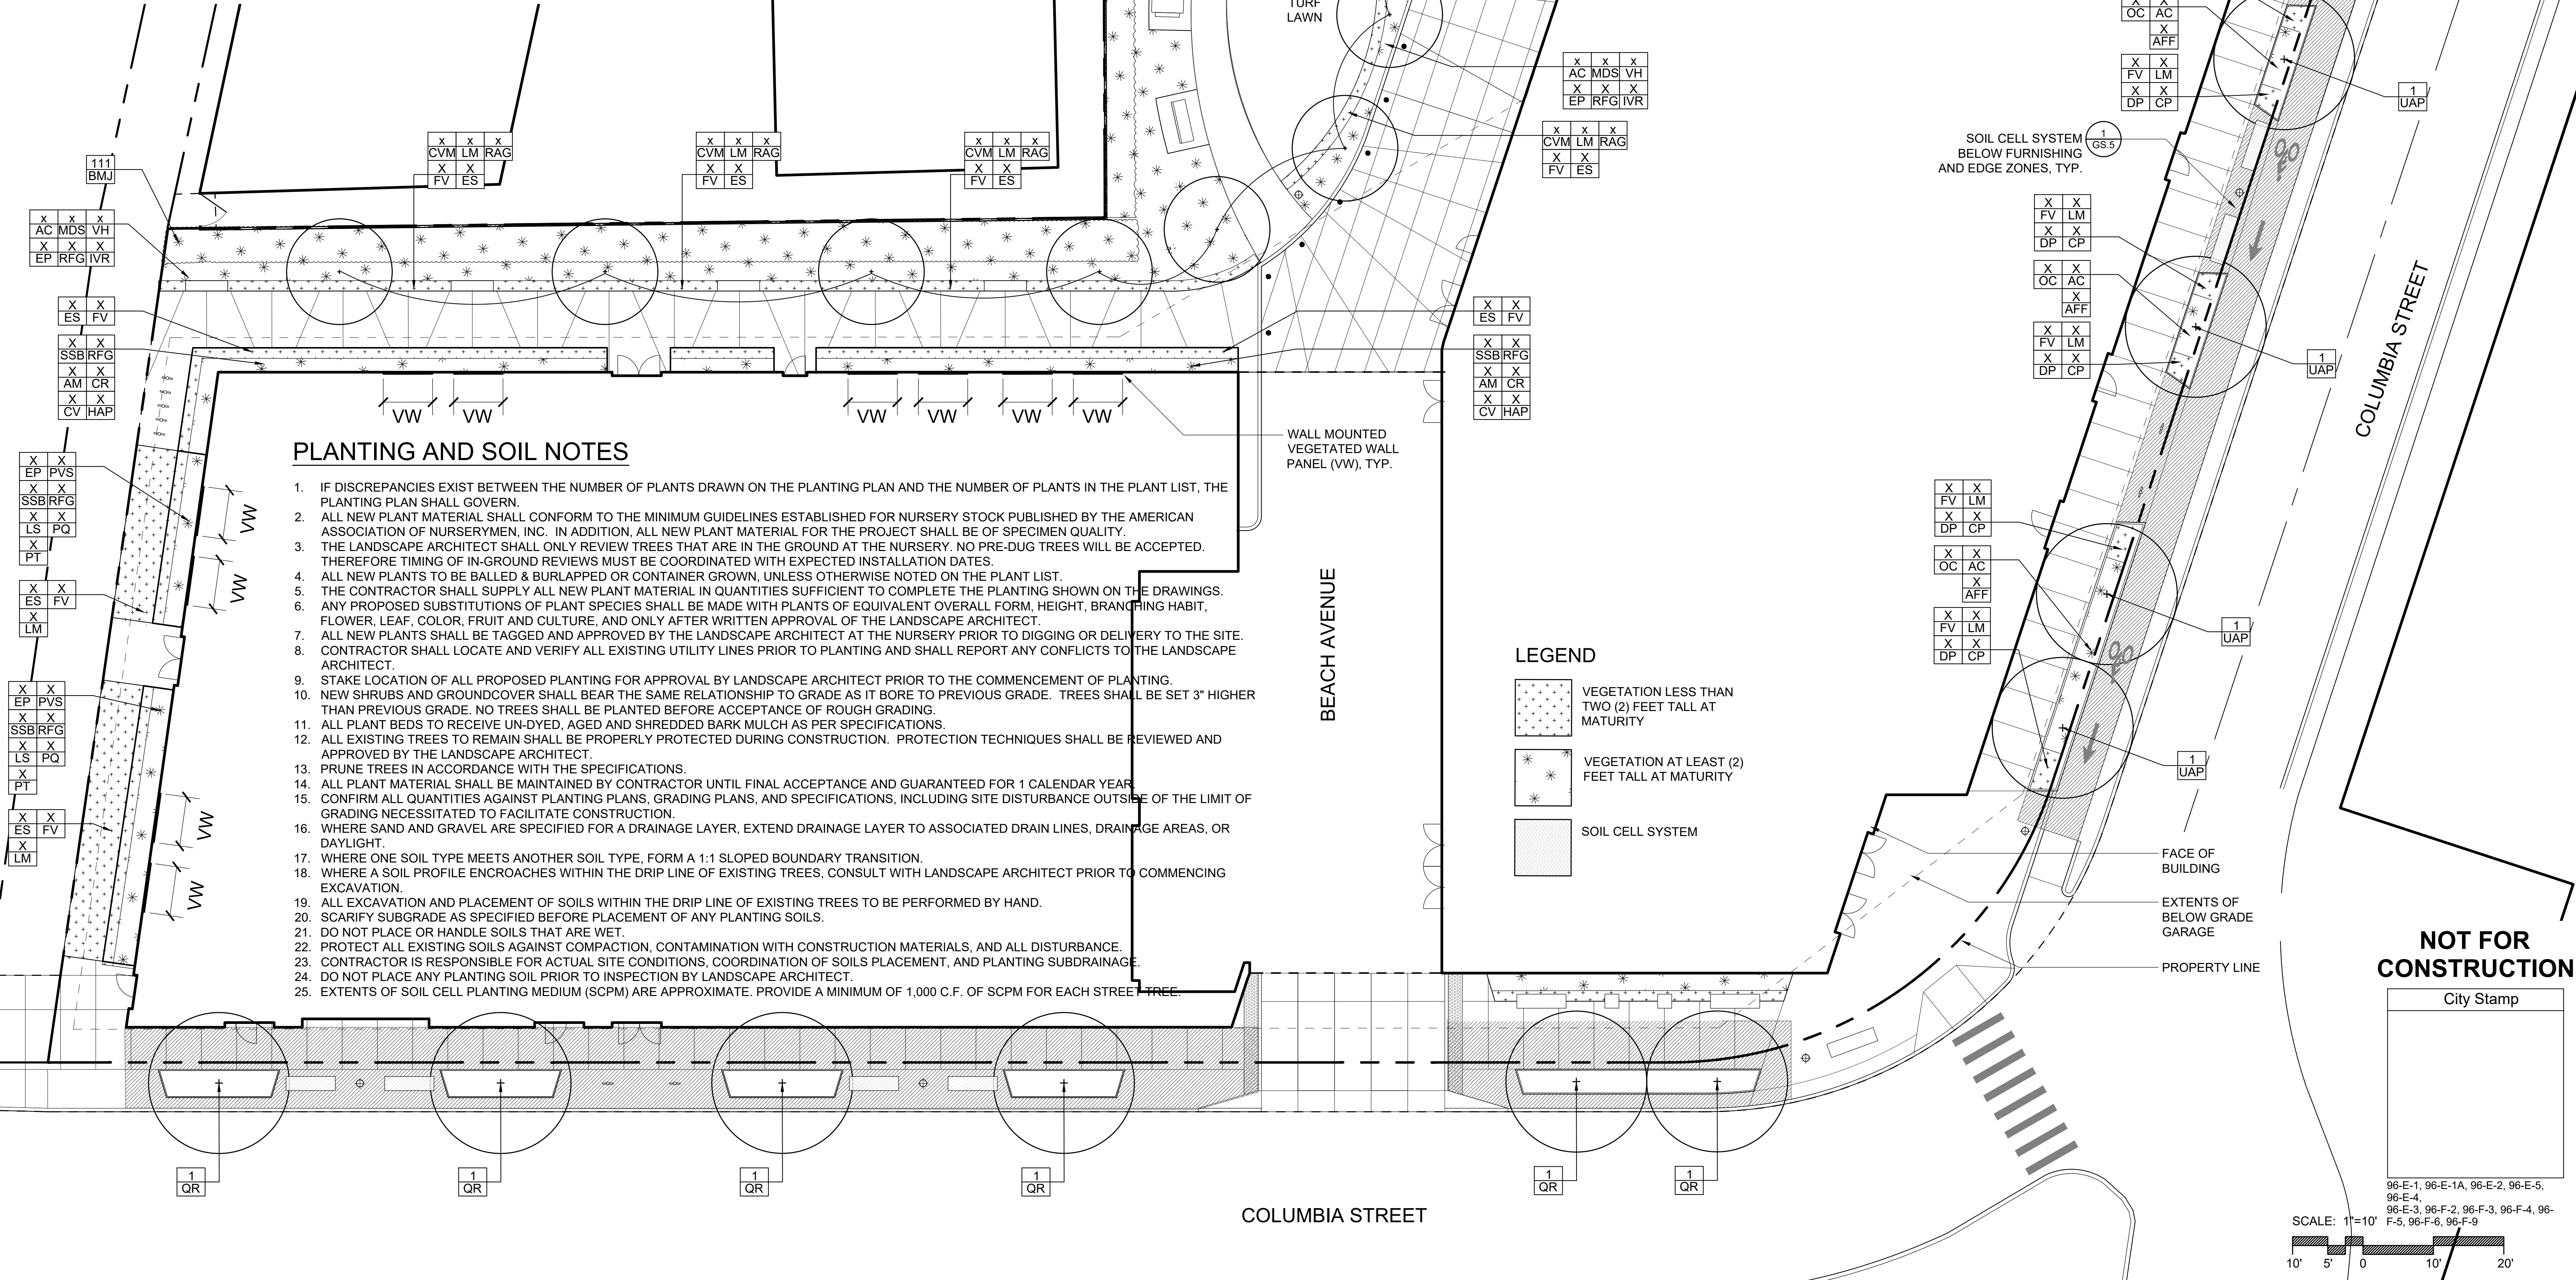 TURF
LAWN
X X
OC AC
X
AFF
X X
FV LM
X X
DP CP
1
UAP
X X X
AC MDS VH
X X X
EP RFG IVR
X X X
CVM LM RAG
X X
FV ES
X X X
CVM LM RAG
X X
FV ES
X X X
CVM LM RAG
X X
FV ES
X X X
CVM LM RAG
X X
FV ES
SOIL CELL SYSTEM
BELOW FURNISHING
AND EDGE ZONES, TYP.
1
GS.5
111
BMJ
X X X
AC MDS VH
X X X
EP RFG IVR
X X
FV LM
X X
DP CP
X X
OC AC
X
AFF
X X
FV LM
X X
DP CP
1
UAP
COLUMBIA STREET
X X
ES FV
X X
SSB RFG
X X
AM CR
X X
CV HAP
X X
ES FV
X X
SSB RFG
X X
AM CR
X X
CV HAP
VW VW VW VW VW VW
WALL MOUNTED
VEGETATED WALL
PANEL (VW), TYP.
X X
EP PVS
X X
SSB RFG
X X
LS PQ
X
PT
VW
VW
X X
ES FV
X
LM
X X
EP PVS
X X
SSB RFG
X X
LS PQ
X
PT
VW
VW
X X
ES FV
X
LM
PLANTING AND SOIL NOTES
1. IF DISCREPANCIES EXIST BETWEEN THE NUMBER OF PLANTS DRAWN ON THE PLANTING PLAN AND THE NUMBER OF PLANTS IN THE PLANT LIST, THE
PLANTING PLAN SHALL GOVERN.
2. ALL NEW PLANT MATERIAL SHALL CONFORM TO THE MINIMUM GUIDELINES ESTABLISHED FOR NURSERY STOCK PUBLISHED BY THE AMERICAN
ASSOCIATION OF NURSERYMEN, INC. IN ADDITION, ALL NEW PLANT MATERIAL FOR THE PROJECT SHALL BE OF SPECIMEN QUALITY.
3. THE LANDSCAPE ARCHITECT SHALL ONLY REVIEW TREES THAT ARE IN THE GROUND AT THE NURSERY. NO PRE-DUG TREES WILL BE ACCEPTED.
THEREFORE TIMING OF IN-GROUND REVIEWS MUST BE COORDINATED WITH EXPECTED INSTALLATION DATES.
4. ALL NEW PLANTS TO BE BALLED & BURLAPPED OR CONTAINER GROWN, UNLESS OTHERWISE NOTED ON THE PLANT LIST.
5. THE CONTRACTOR SHALL SUPPLY ALL NEW PLANT MATERIAL IN QUANTITIES SUFFICIENT TO COMPLETE THE PLANTING SHOWN ON THE DRAWINGS.
6. ANY PROPOSED SUBSTITUTIONS OF PLANT SPECIES SHALL BE MADE WITH PLANTS OF EQUIVALENT OVERALL FORM, HEIGHT, BRANCHING HABIT,
FLOWER, LEAF, COLOR, FRUIT AND CULTURE, AND ONLY AFTER WRITTEN APPROVAL OF THE LANDSCAPE ARCHITECT.
7. ALL NEW PLANTS SHALL BE TAGGED AND APPROVED BY THE LANDSCAPE ARCHITECT AT THE NURSERY PRIOR TO DIGGING OR DELIVERY TO THE SITE.
8. CONTRACTOR SHALL LOCATE AND VERIFY ALL EXISTING UTILITY LINES PRIOR TO PLANTING AND SHALL REPORT ANY CONFLICTS TO THE LANDSCAPE
ARCHITECT.
9. STAKE LOCATION OF ALL PROPOSED PLANTING FOR APPROVAL BY LANDSCAPE ARCHITECT PRIOR TO THE COMMENCEMENT OF PLANTING.
10. NEW SHRUBS AND GROUNDCOVER SHALL BEAR THE SAME RELATIONSHIP TO GRADE AS IT BORE TO PREVIOUS GRADE. TREES SHALL BE SET 3" HIGHER
THAN PREVIOUS GRADE. NO TREES SHALL BE PLANTED BEFORE ACCEPTANCE OF ROUGH GRADING.
11. ALL PLANT BEDS TO RECEIVE UN-DYED, AGED AND SHREDDED BARK MULCH AS PER SPECIFICATIONS.
12. ALL EXISTING TREES TO REMAIN SHALL BE PROPERLY PROTECTED DURING CONSTRUCTION. PROTECTION TECHNIQUES SHALL BE REVIEWED AND
APPROVED BY THE LANDSCAPE ARCHITECT.
13. PRUNE TREES IN ACCORDANCE WITH THE SPECIFICATIONS.
14. ALL PLANT MATERIAL SHALL BE MAINTAINED BY CONTRACTOR UNTIL FINAL ACCEPTANCE AND GUARANTEED FOR 1 CALENDAR YEAR.
15. CONFIRM ALL QUANTITIES AGAINST PLANTING PLANS, GRADING PLANS, AND SPECIFICATIONS, INCLUDING SITE DISTURBANCE OUTSIDE OF THE LIMIT OF
GRADING NECESSITATED TO FACILITATE CONSTRUCTION.
16. WHERE SAND AND GRAVEL ARE SPECIFIED FOR A DRAINAGE LAYER, EXTEND DRAINAGE LAYER TO ASSOCIATED DRAIN LINES, DRAINAGE AREAS, OR
DAYLIGHT.
17. WHERE ONE SOIL TYPE MEETS ANOTHER SOIL TYPE, FORM A 1:1 SLOPED BOUNDARY TRANSITION.
18. WHERE A SOIL PROFILE ENCROACHES WITHIN THE DRIP LINE OF EXISTING TREES, CONSULT WITH LANDSCAPE ARCHITECT PRIOR TO COMMENCING
EXCAVATION.
19. ALL EXCAVATION AND PLACEMENT OF SOILS WITHIN THE DRIP LINE OF EXISTING TREES TO BE PERFORMED BY HAND.
20. SCARIFY SUBGRADE AS SPECIFIED BEFORE PLACEMENT OF ANY PLANTING SOILS.
21. DO NOT PLACE OR HANDLE SOILS THAT ARE WET.
22. PROTECT ALL EXISTING SOILS AGAINST COMPACTION, CONTAMINATION WITH CONSTRUCTION MATERIALS, AND ALL DISTURBANCE.
23. CONTRACTOR IS RESPONSIBLE FOR ACTUAL SITE CONDITIONS, COORDINATION OF SOILS PLACEMENT, AND PLANTING SUBDRAINAGE.
24. DO NOT PLACE ANY PLANTING SOIL PRIOR TO INSPECTION BY LANDSCAPE ARCHITECT.
25. EXTENTS OF SOIL CELL PLANTING MEDIUM (SCPM) ARE APPROXIMATE. PROVIDE A MINIMUM OF 1,000 C.F. OF SCPM FOR EACH STREET TREE.
BEACH AVENUE
LEGEND
VEGETATION LESS THAN
TWO (2) FEET TALL AT
MATURITY
VEGETATION AT LEAST (2)
FEET TALL AT MATURITY
SOIL CELL SYSTEM
X X
FV LM
X X
DP CP
X X
OC AC
X
AFF
X X
FV LM
X X
DP CP
1
UAP
1
UAP
FACE OF
BUILDING
EXTENTS OF
BELOW GRADE
GARAGE
PROPERTY LINE
NOT FOR
CONSTRUCTION
City Stamp
1
QR
1
QR
1
QR
1
QR
1
QR
1
QR
COLUMBIA STREET
96-E-1, 96-E-1A, 96-E-2, 96-E-5,
96-E-4,
96-E-3, 96-F-2, 96-F-3, 96-F-4, 96-
F-5, 96-F-6, 96-F-9
SCALE: 1"=10'
10' 5' 0 10' 20'